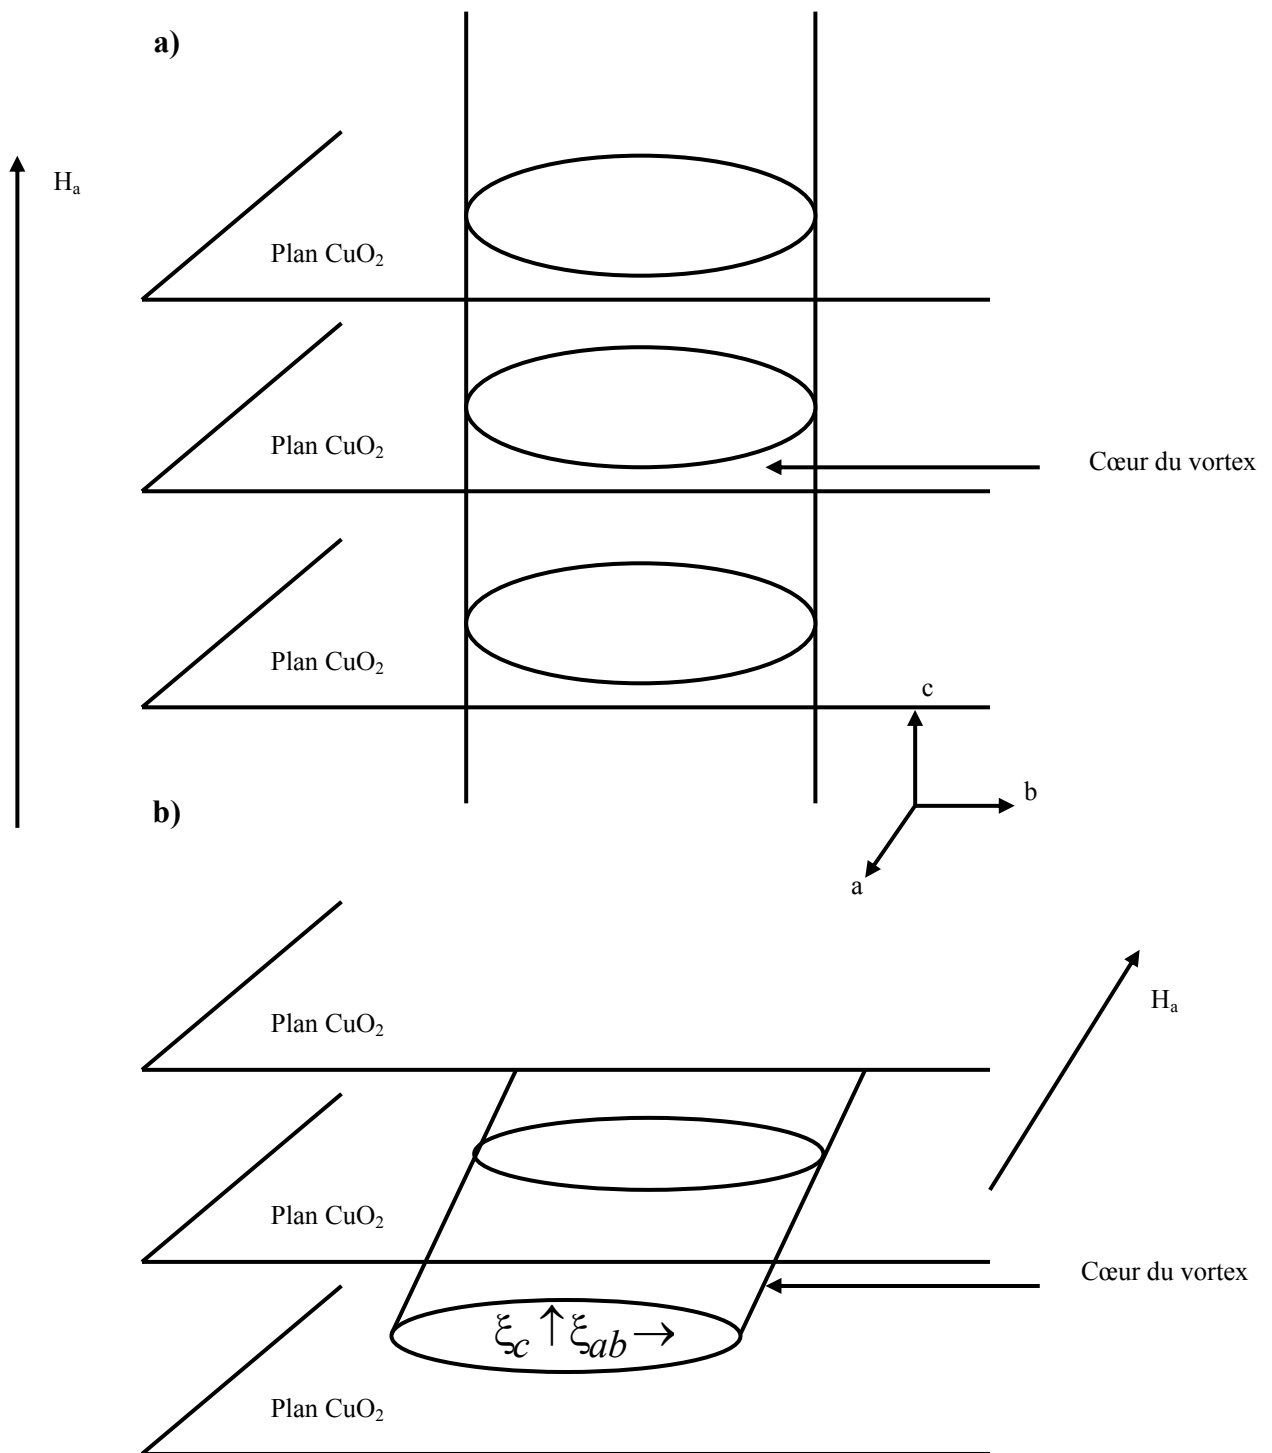 a)
Hₐ
Plan CuO₂
Plan CuO₂
Cœur du vortex
Plan CuO₂
c
b
a
b)
Plan CuO₂
Hₐ
Plan CuO₂
Cœur du vortex
ξc ↑ ξab →
Plan CuO₂